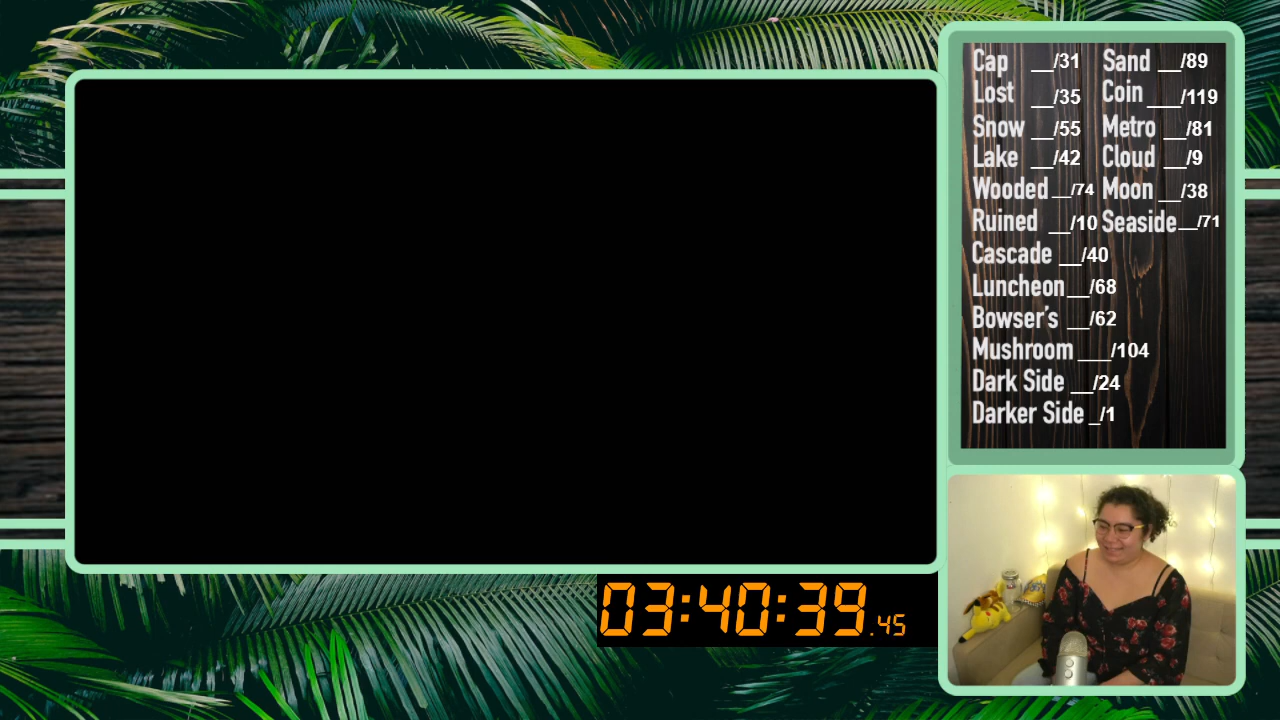 Cap __/31 Sand __/89
Lost __/35 Coin ___/119
Snow __/55 Metro __/81
Lake __/42 Cloud __/9
Wooded __/74 Moon __/38
Ruined __/10 Seaside __/71
Cascade __/40
Luncheon __/68
Bowser's __/62
Mushroom ___/104
Dark Side __/24
Darker Side _/1
03:40:39.45